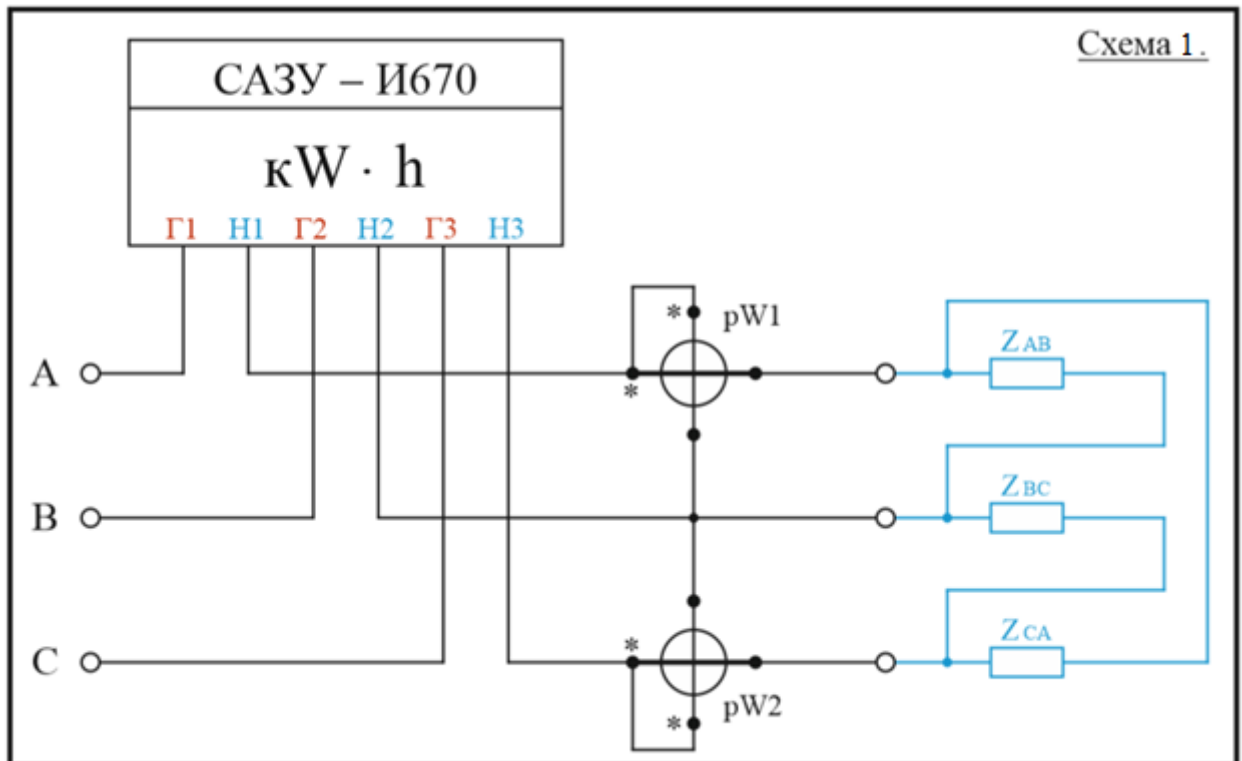 Схема 1.
САЗУ – И670
кW · h
Г1 Н1 Г2 Н2 Г3 Н3
* pW1
A
*
Z AB
B
Z BC
C
*
Z CA
* pW2